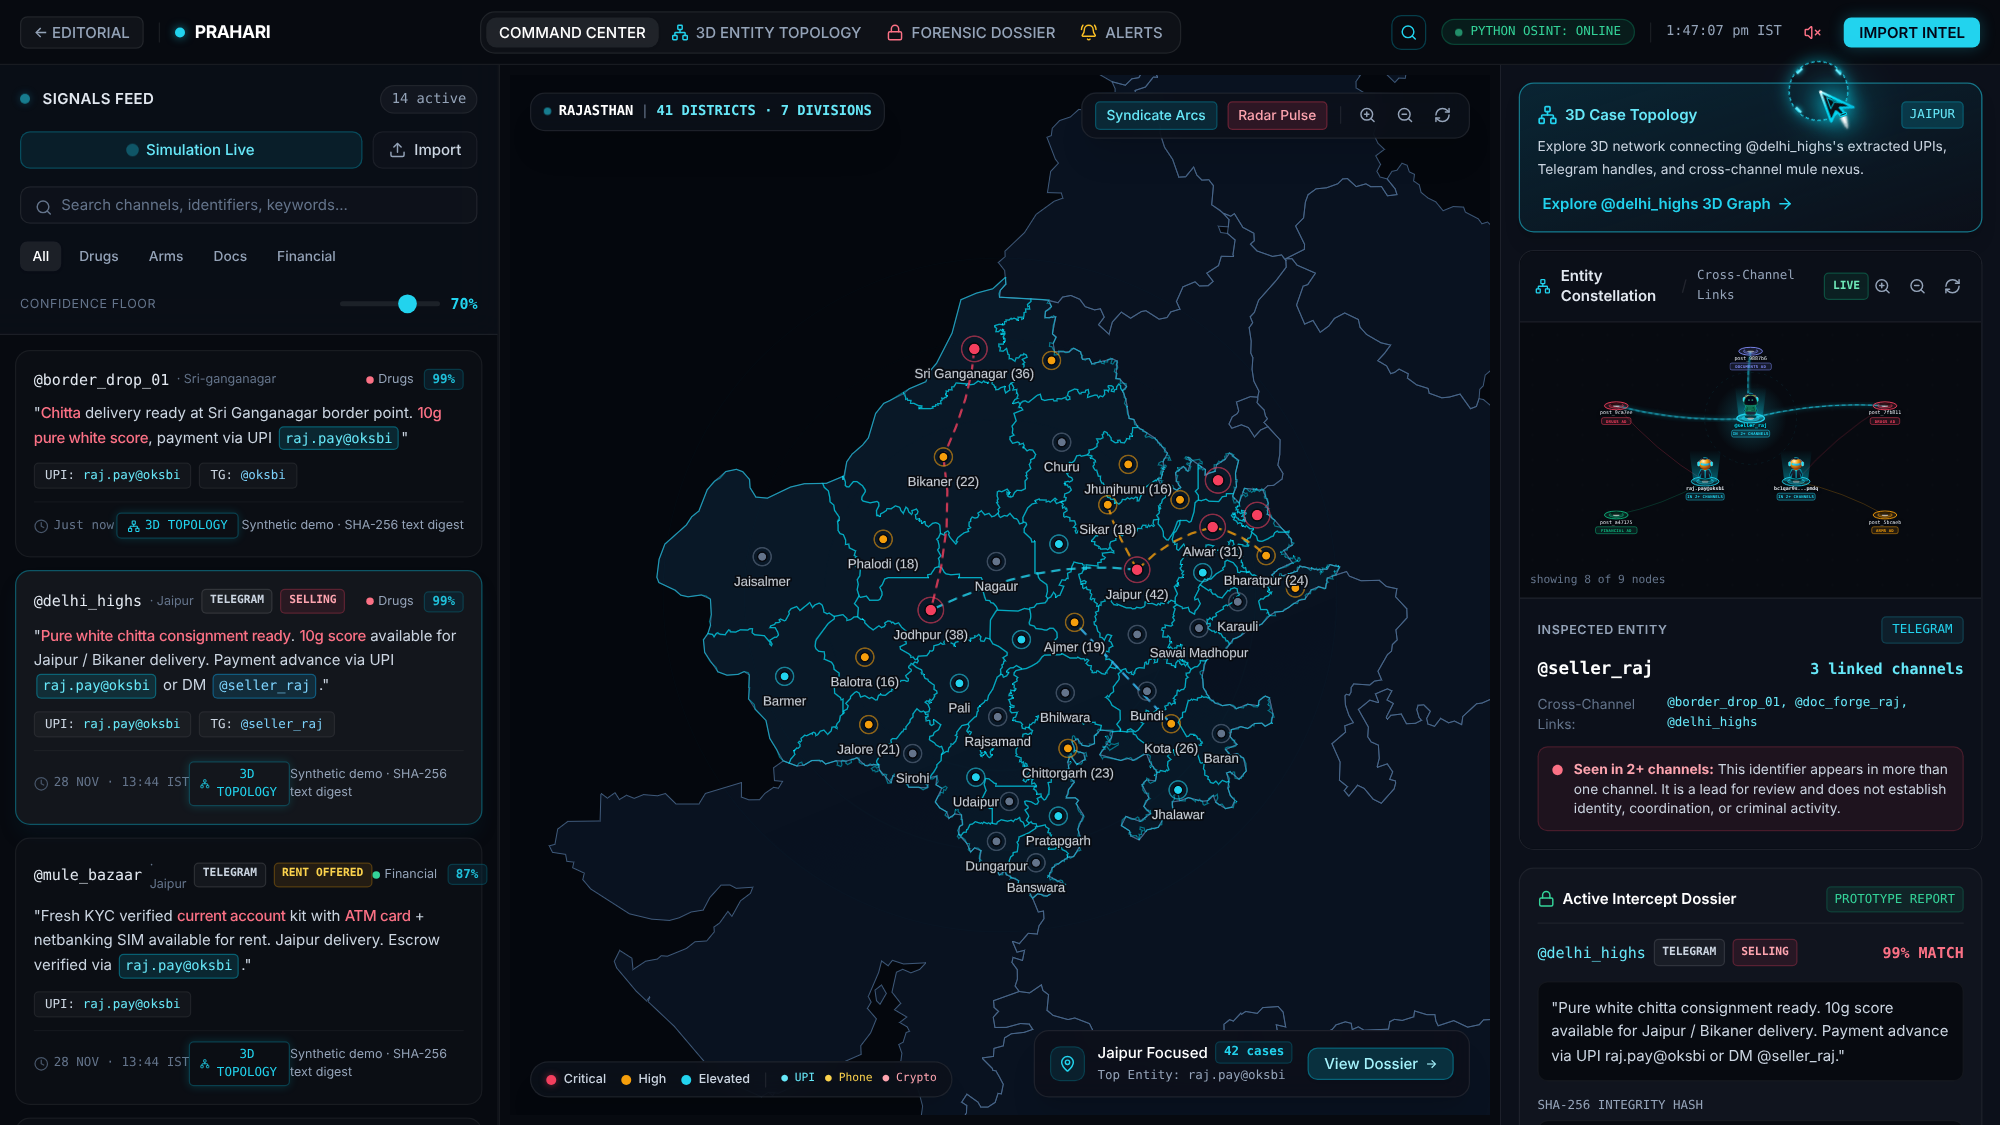 ← EDITORIAL
PRAHARI
COMMAND CENTER
3D ENTITY TOPOLOGY
FORENSIC DOSSIER
ALERTS
PYTHON OSINT: ONLINE
1:47:07 pm IST
IMPORT INTEL
SIGNALS FEED
14 active
Simulation Live
Import
Search channels, identifiers, keywords...
All
Drugs
Arms
Docs
Financial
CONFIDENCE FLOOR
70%
@border_drop_01 · Sri-ganganagar
Drugs
99%
"Chitta delivery ready at Sri Ganganagar border point. 10g
pure white score, payment via UPI raj.pay@oksbi "
UPI: raj.pay@oksbi
TG: @oksbi
Just now
3D TOPOLOGY
Synthetic demo · SHA-256 text digest
@delhi_highs · Jaipur
TELEGRAM
SELLING
Drugs
99%
"Pure white chitta consignment ready. 10g score available for
Jaipur / Bikaner delivery. Payment advance via UPI
raj.pay@oksbi or DM @seller_raj ."
UPI: raj.pay@oksbi
TG: @seller_raj
28 NOV · 13:44 IST
3D
TOPOLOGY
Synthetic demo · SHA-256
text digest
@mule_bazaar
·
Jaipur
TELEGRAM
RENT OFFERED
Financial
87%
"Fresh KYC verified current account kit with ATM card +
netbanking SIM available for rent. Jaipur delivery. Escrow
verified via raj.pay@oksbi ."
UPI: raj.pay@oksbi
28 NOV · 13:44 IST
3D
TOPOLOGY
Synthetic demo · SHA-256
text digest
RAJASTHAN | 41 DISTRICTS · 7 DIVISIONS
Syndicate Arcs
Radar Pulse
Sri Ganganagar (36)
Churu
Bikaner (22)
Jhunjhunu (16)
Sikar (18)
Alwar (31)
Phalodi (18)
Jaisalmer
Nagaur
Bharatpur (24)
Jaipur (42)
Karauli
Jodhpur (38)
Ajmer (19)
Sawai Madhopur
Balotra (16)
Barmer
Pali
Bhilwara
Bundi
Rajsamand
Jalore (21)
Kota (26)
Baran
Sirohi
Chittorgarh (23)
Udaipur
Jhalawar
Pratapgarh
Dungarpur
Banswara
Critical
High
Elevated
UPI
Phone
Crypto
Jaipur Focused
42 cases
Top Entity: raj.pay@oksbi
View Dossier →
3D Case Topology
JAIPUR
Explore 3D network connecting @delhi_highs's extracted UPIs,
Telegram handles, and cross-channel mule nexus.
Explore @delhi_highs 3D Graph →
Entity
Constellation
/
Cross-Channel
Links
LIVE
DOCUMENTS AU
@seller_raj
IN 3+ CHANNELS
raj.pay@oksbi
IN 2+ CHANNELS
IN 2+ CHANNELS
post_a47175
showing 8 of 9 nodes
INSPECTED ENTITY
TELEGRAM
@seller_raj
3 linked channels
Cross-Channel
Links:
@border_drop_01, @doc_forge_raj,
@delhi_highs
Seen in 2+ channels: This identifier appears in more than
one channel. It is a lead for review and does not establish
identity, coordination, or criminal activity.
Active Intercept Dossier
PROTOTYPE REPORT
@delhi_highs
TELEGRAM
SELLING
99% MATCH
"Pure white chitta consignment ready. 10g score
available for Jaipur / Bikaner delivery. Payment advance
via UPI raj.pay@oksbi or DM @seller_raj."
SHA-256 INTEGRITY HASH